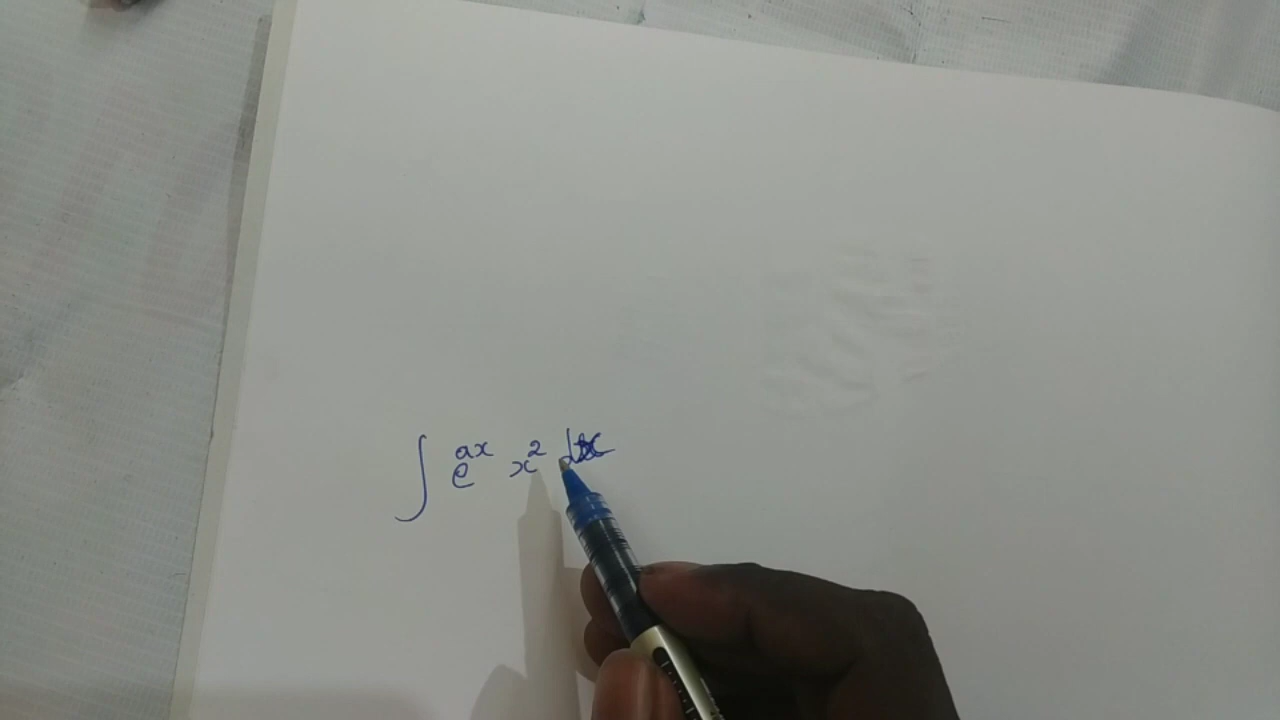 ∫ e^{ax} x^2 dx